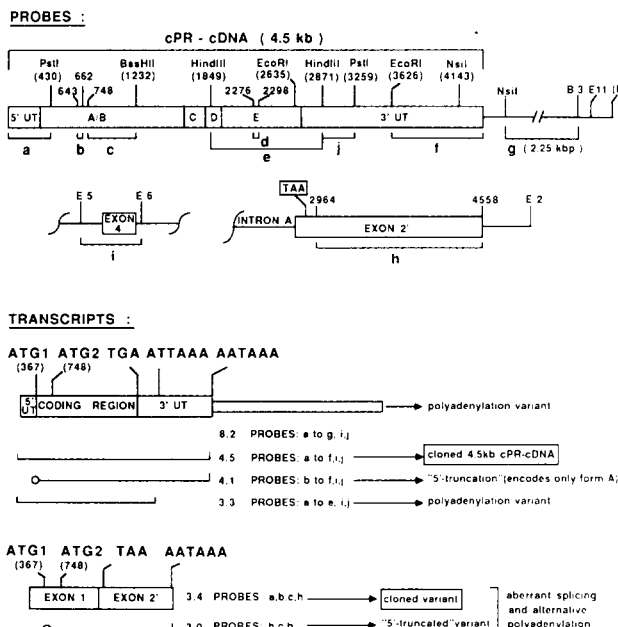 PROBES :
cPR - cDNA ( 4.5 kb )
PstI 662 BssHII HindIII EcoRI HindIII PstI EcoRI NsiI
(430) (1232) (1849) (2635) (2871) (3259) (3626) (4143) NsiI B 3 E11
643 748 2276 2298
5' UT A/B C D E 3' UT
a b c d e j f g ( 2.25 kbp )
E 5 E 6 TAA 2964 4558 E 2
EXON 4 INTRON A EXON 2'
i h
TRANSCRIPTS :
ATG1 ATG2 TGA ATTAAA AATAAA
(367) (748)
5' UT CODING REGION 3' UT polyadenylation variant
8.2 PROBES: a to g, i,j
4.5 PROBES: a to f,i,j cloned 4.5kb cPR-cDNA
4.1 PROBES: b to f,i,j "5'-truncation"(encodes only form A)
3.3 PROBES: a to e, i,j polyadenylation variant
ATG1 ATG2 TAA AATAAA
(367) (748)
EXON 1 EXON 2' 3.4 PROBES a,b,c,h cloned variant aberrant splicing
and alternative
3.0 PROBES b,c,h "5'-truncated" variant polyadenylation